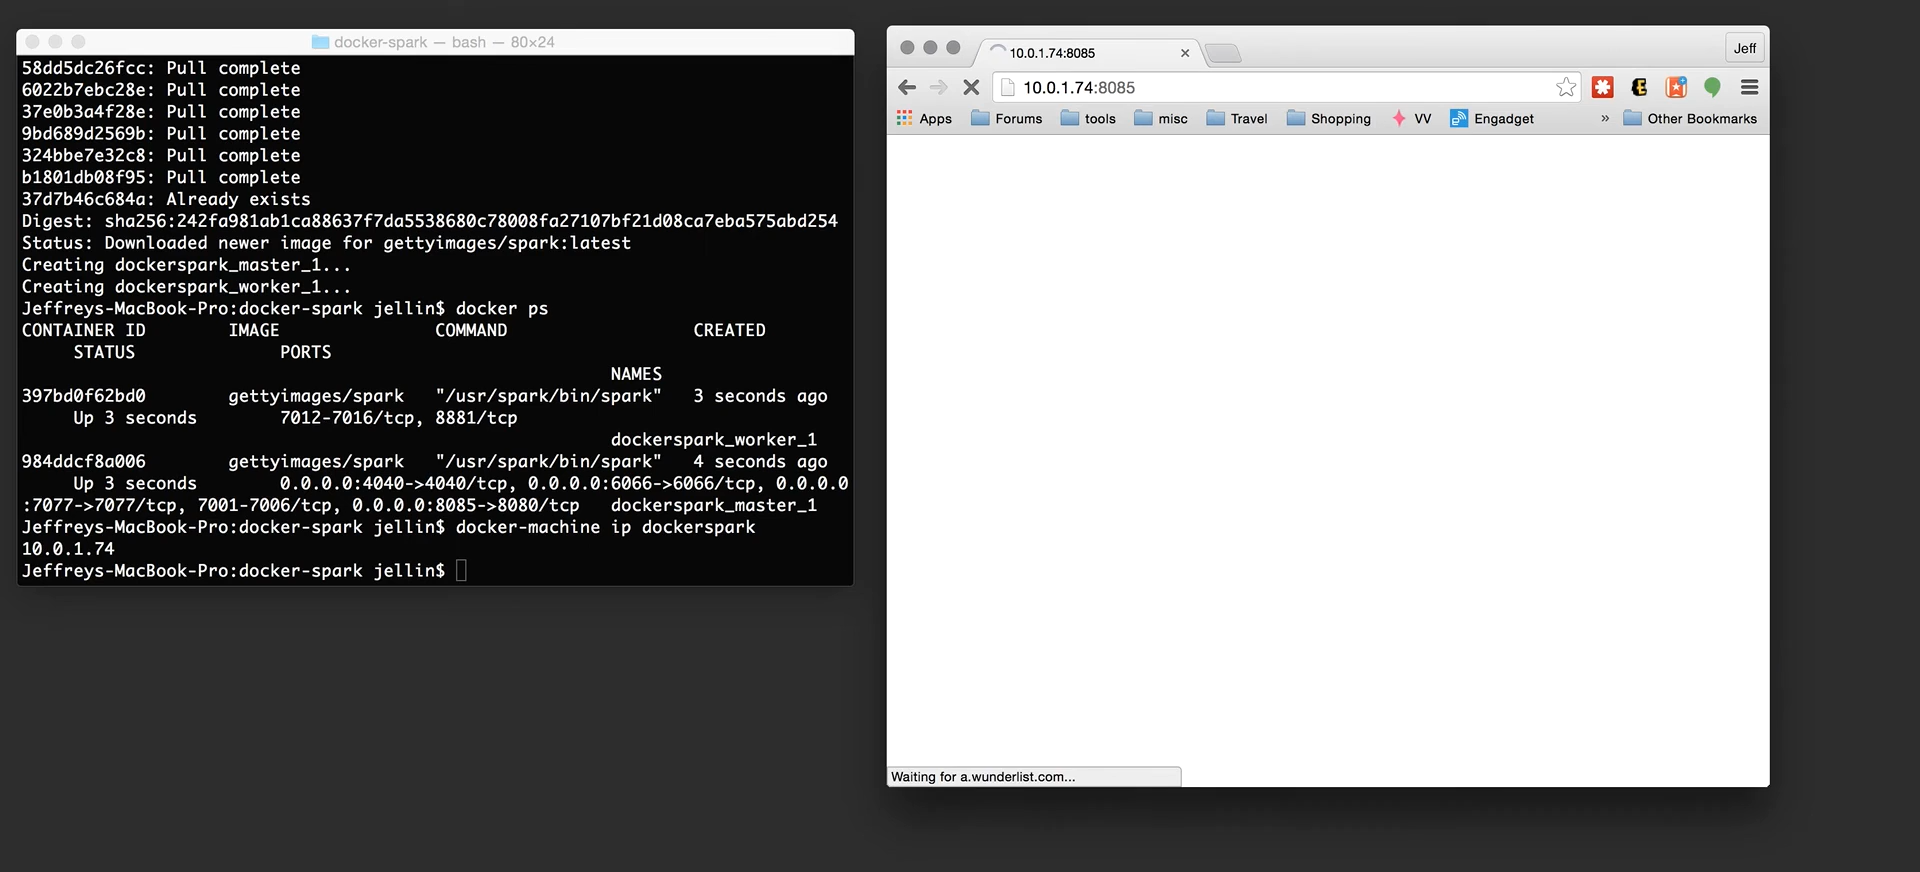 docker-spark — bash — 80×24
58dd5dc26fcc: Pull complete
6022b7ebc28e: Pull complete
37e0b3a4f28e: Pull complete
9bd689d2569b: Pull complete
324bbe7e32c8: Pull complete
b1801db08f95: Pull complete
37d7b46c684a: Already exists
Digest: sha256:242fa981ab1ca88637f7da5538680c78008fa27107bf21d08ca7eba575abd254
Status: Downloaded newer image for gettyimages/spark:latest
Creating dockerspark_master_1...
Creating dockerspark_worker_1...
Jeffreys-MacBook-Pro:docker-spark jellin$ docker ps
CONTAINER ID        IMAGE               COMMAND                  CREATED
     STATUS              PORTS
                                                         NAMES
397bd0f62bd0        gettyimages/spark   "/usr/spark/bin/spark"   3 seconds ago
     Up 3 seconds        7012-7016/tcp, 8881/tcp
                                                         dockerspark_worker_1
984ddcf8a006        gettyimages/spark   "/usr/spark/bin/spark"   4 seconds ago
     Up 3 seconds        0.0.0.0:4040->4040/tcp, 0.0.0.0:6066->6066/tcp, 0.0.0.0
:7077->7077/tcp, 7001-7006/tcp, 0.0.0.0:8085->8080/tcp   dockerspark_master_1
Jeffreys-MacBook-Pro:docker-spark jellin$ docker-machine ip dockerspark
10.0.1.74
Jeffreys-MacBook-Pro:docker-spark jellin$
10.0.1.74:8085
Jeff
10.0.1.74:8085
Apps Forums tools misc Travel Shopping VV Engadget » Other Bookmarks
Waiting for a.wunderlist.com...